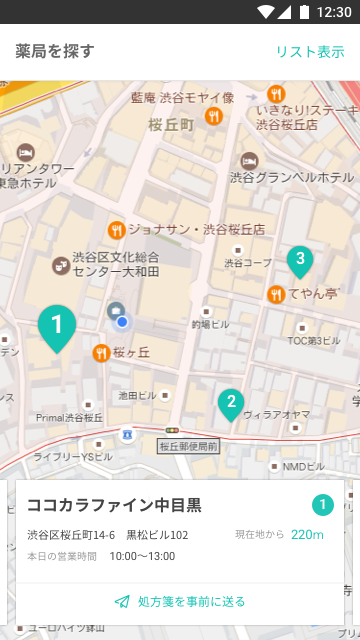 12:30
薬局を探す
リスト表示
藍庵 渋谷モヤイ像
いきなり!ステーキ
渋谷桜丘店
桜丘町
リアンタワー
東急ホテル
渋谷グランベルホテル
ジョナサン・渋谷桜丘店
渋谷区文化総合
センター大和田
渋谷コープ
3
てやん亭゛
1
的場ビル
TOC第3ビル
テン
桜ヶ丘
池田ビル
2
ヴィラアオヤマ
ンス
Primal渋谷桜丘
桜丘郵便局前
ライブリーYSビル
NMDビル
ココカラファイン中目黒
1
渋谷区桜丘町14-6 黒松ビル102
現在地から 220m
本日の営業時間 10:00〜13:00
処方箋を事前に送る
ユーロハイツ鉢山